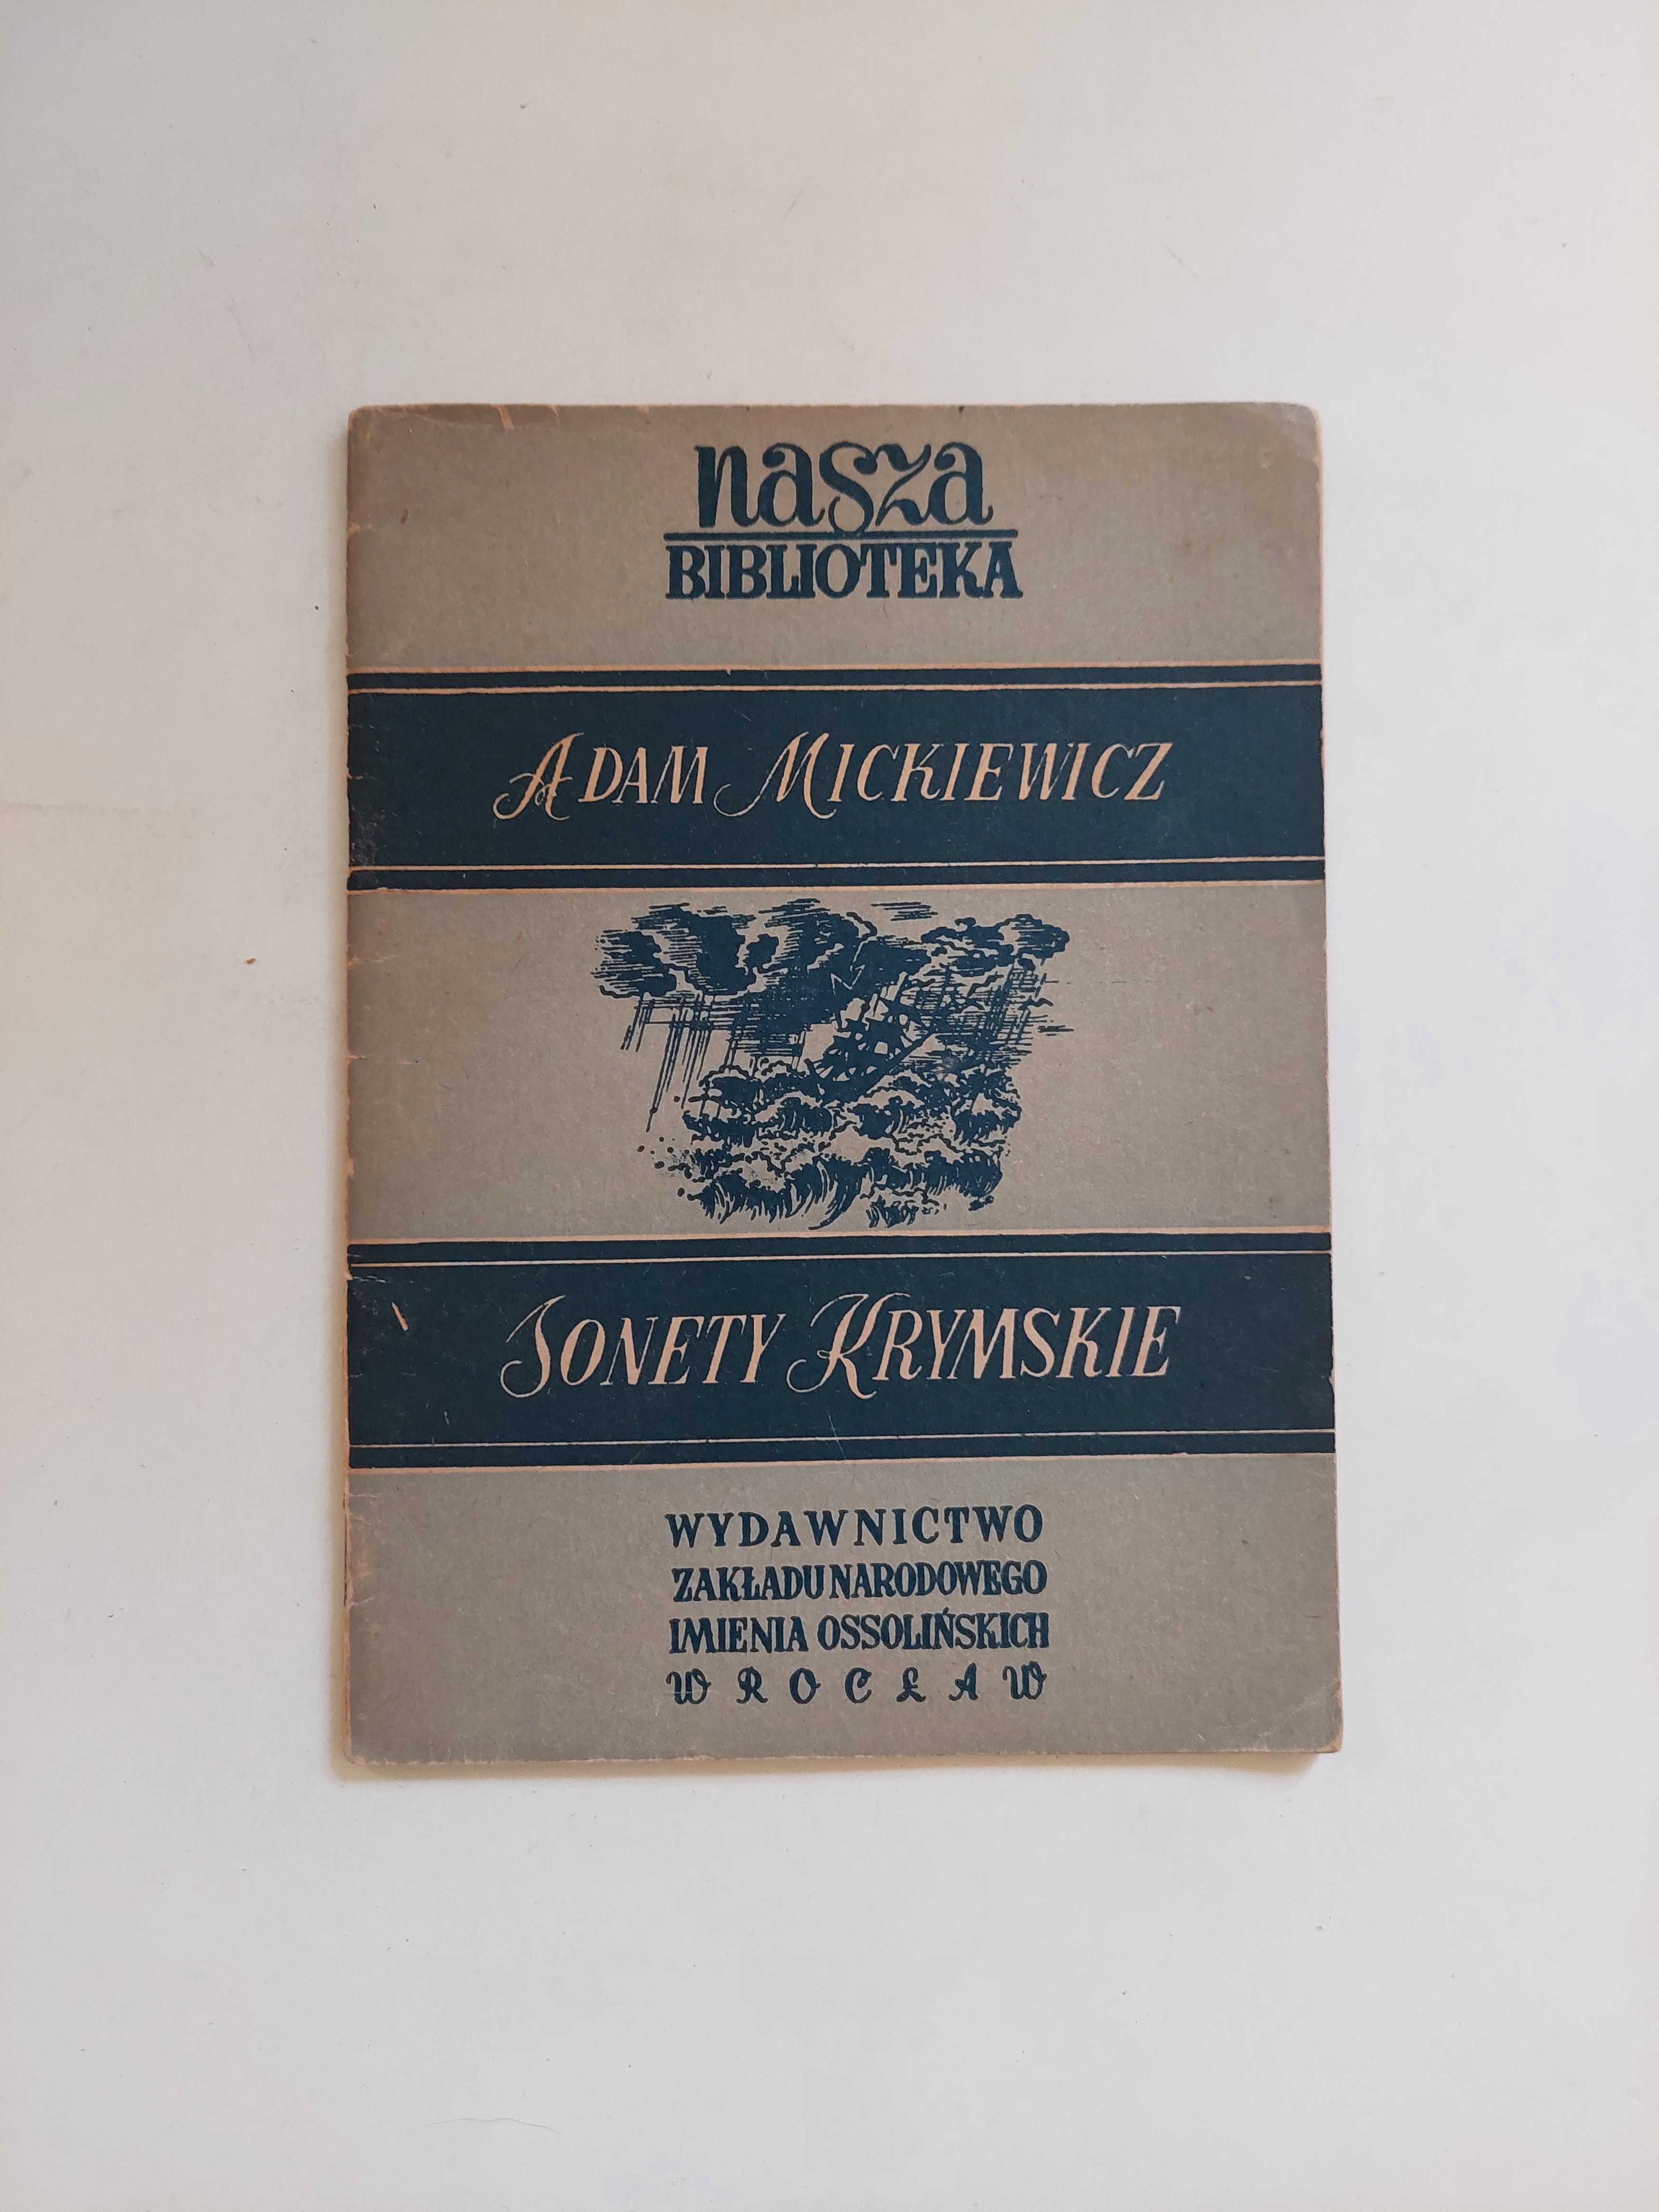 nasza
BIBLIOTEKA
ADAM MICKIEWICZ
SONETY KRYMSKIE
WYDAWNICTWO
ZAKŁADU NARODOWEGO
IMIENIA OSSOLIŃSKICH
WROCŁAW